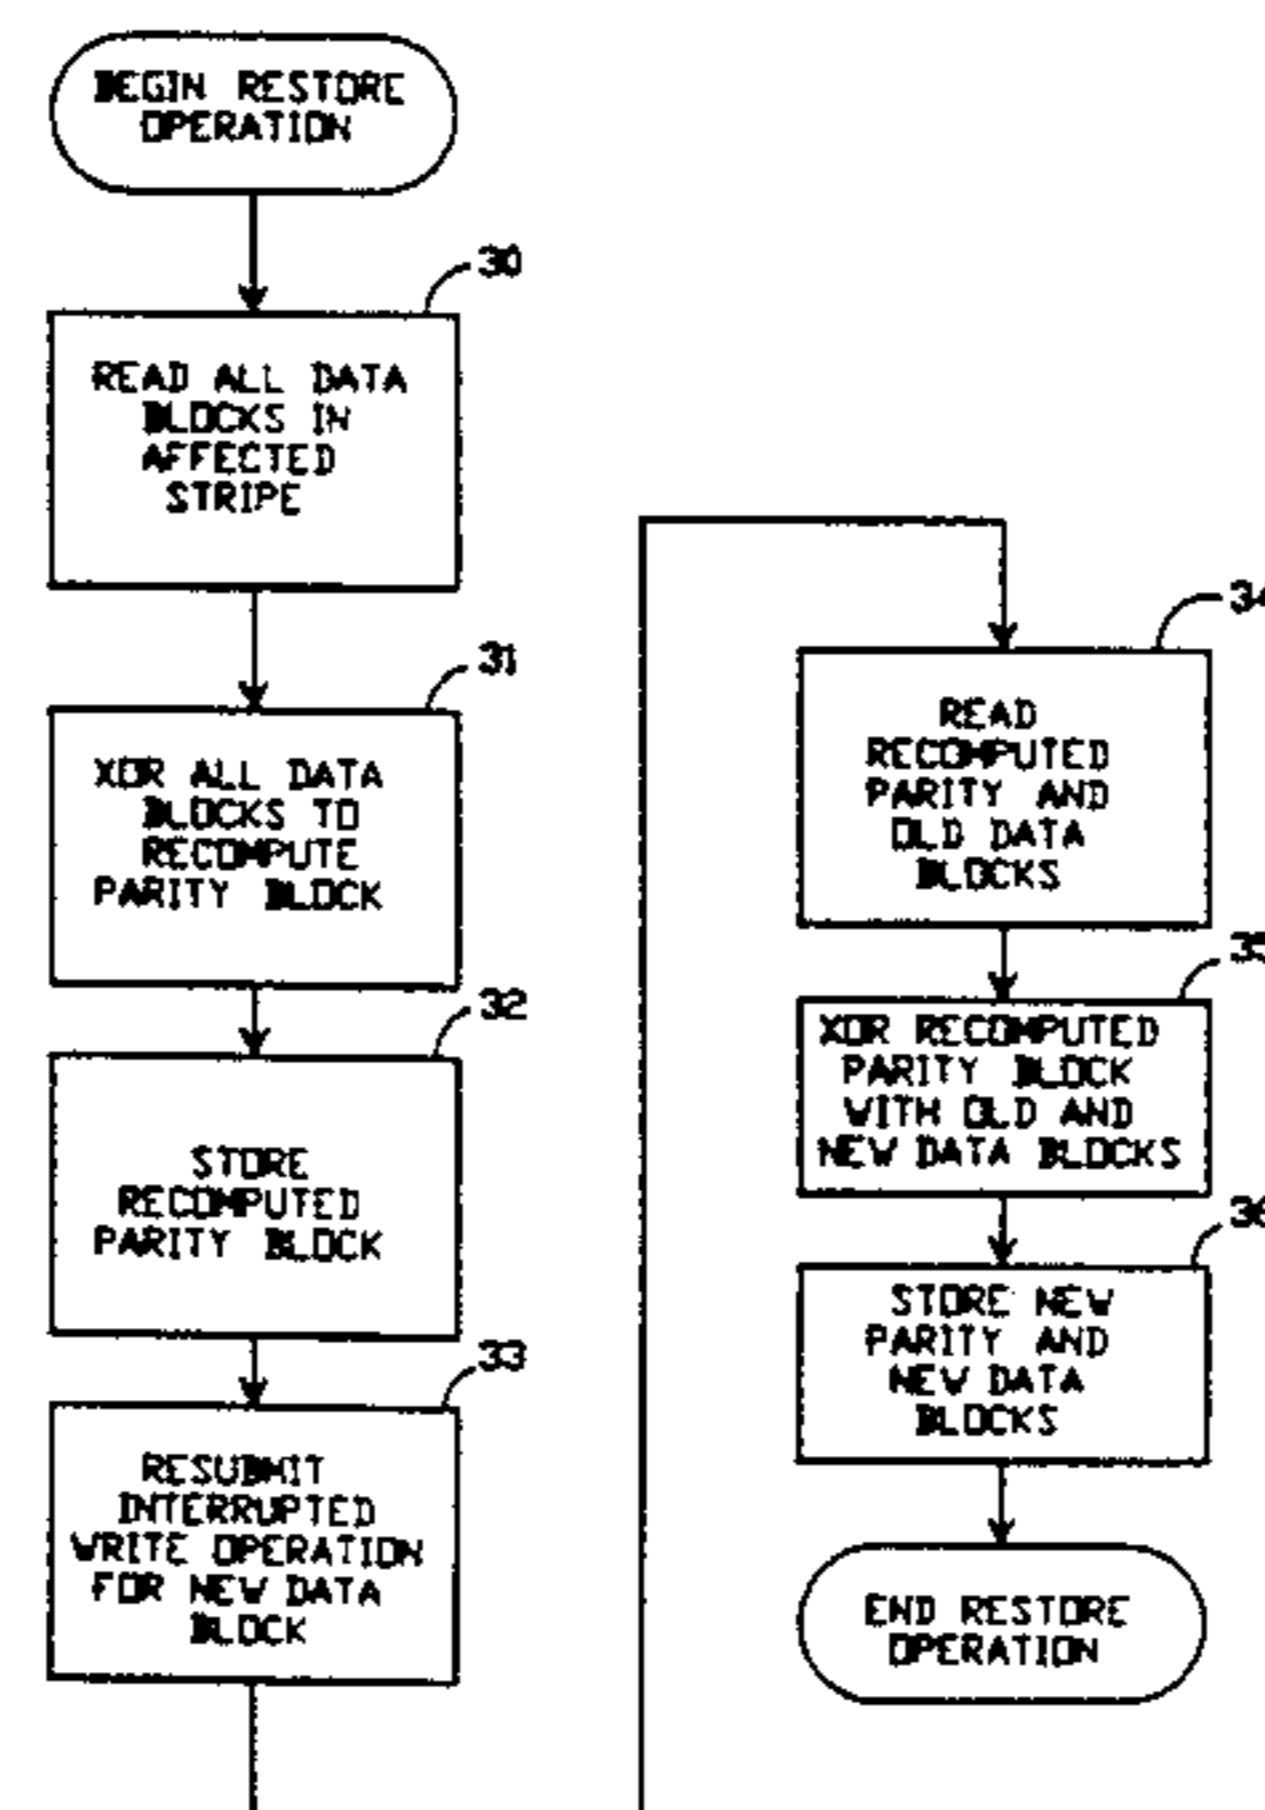 BEGIN RESTORE
OPERATION
30
READ ALL DATA
BLOCKS IN
AFFECTED
STRIPE
31
XOR ALL DATA
BLOCKS TO
RECOMPUTE
PARITY BLOCK
32
STORE
RECOMPUTED
PARITY BLOCK
33
RESUBMIT
INTERRUPTED
WRITE OPERATION
FOR NEW DATA
BLOCK
34
READ
RECOMPUTED
PARITY AND
OLD DATA
BLOCKS
35
XOR RECOMPUTED
PARITY BLOCK
WITH OLD AND
NEW DATA BLOCKS
36
STORE NEW
PARITY AND
NEW DATA
BLOCKS
END RESTORE
OPERATION